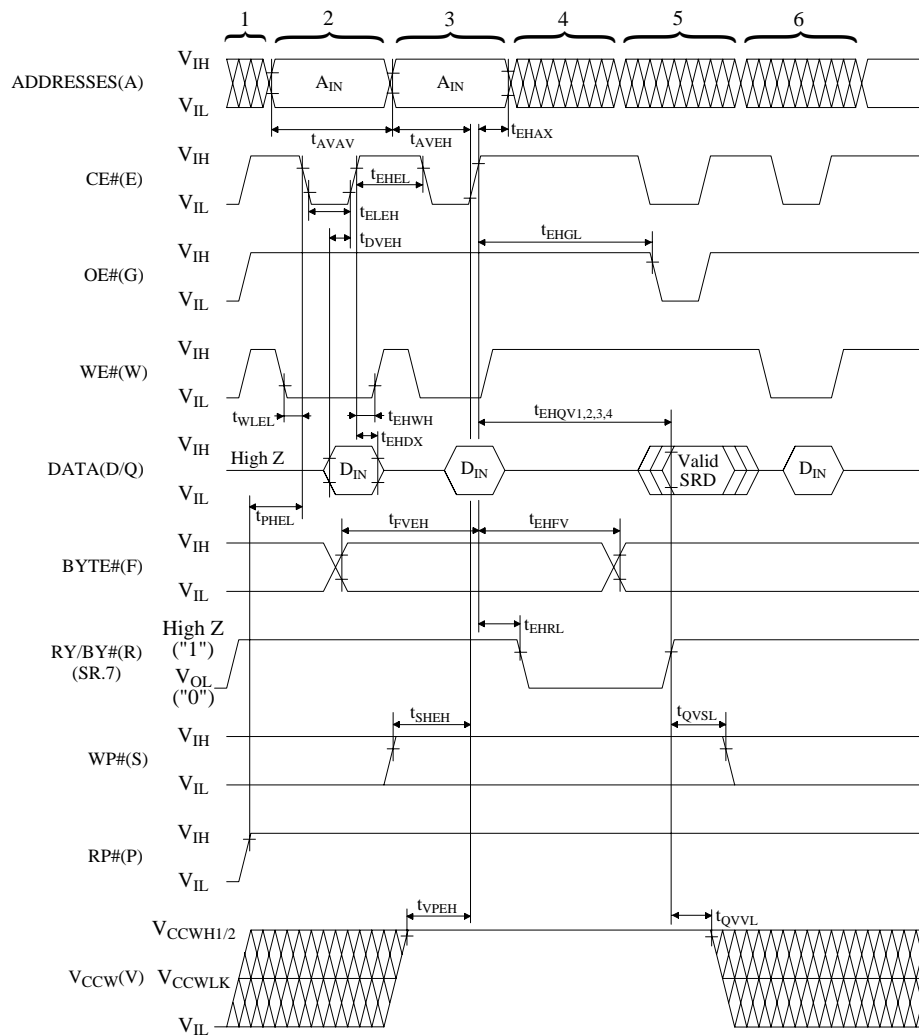 1 2 3 4 5 6
ADDRESSES(A) VIH VIL AIN AIN
tAVAV tAVEH tEHAX
CE#(E) VIH VIL tEHEL
tELEH
tDVEH tEHGL
OE#(G) VIH VIL
WE#(W) VIH VIL
tWLEL tEHWH tEHQV1,2,3,4
tEHDX
DATA(D/Q) VIH VIL High Z DIN DIN Valid SRD DIN
tPHEL tFVEH tEHFV
BYTE#(F) VIH VIL
tEHRL
RY/BY#(R) (SR.7) High Z ("1") VOL ("0")
tSHEH tQVSL
WP#(S) VIH VIL
RP#(P) VIH VIL
tVPEH tQVVL
VCCW(V) VCCWH1/2 VCCWLK VIL